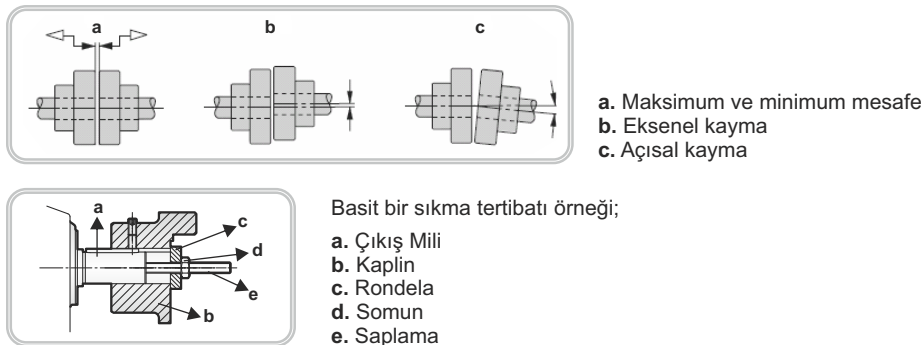 a
b
c
a. Maksimum ve minimum mesafe
b. Eksenel kayma
c. Açısal kayma
a
c
d
e
b
Basit bir sıkma tertibatı örneği;
a. Çıkış Mili
b. Kaplin
c. Rondela
d. Somun
e. Saplama